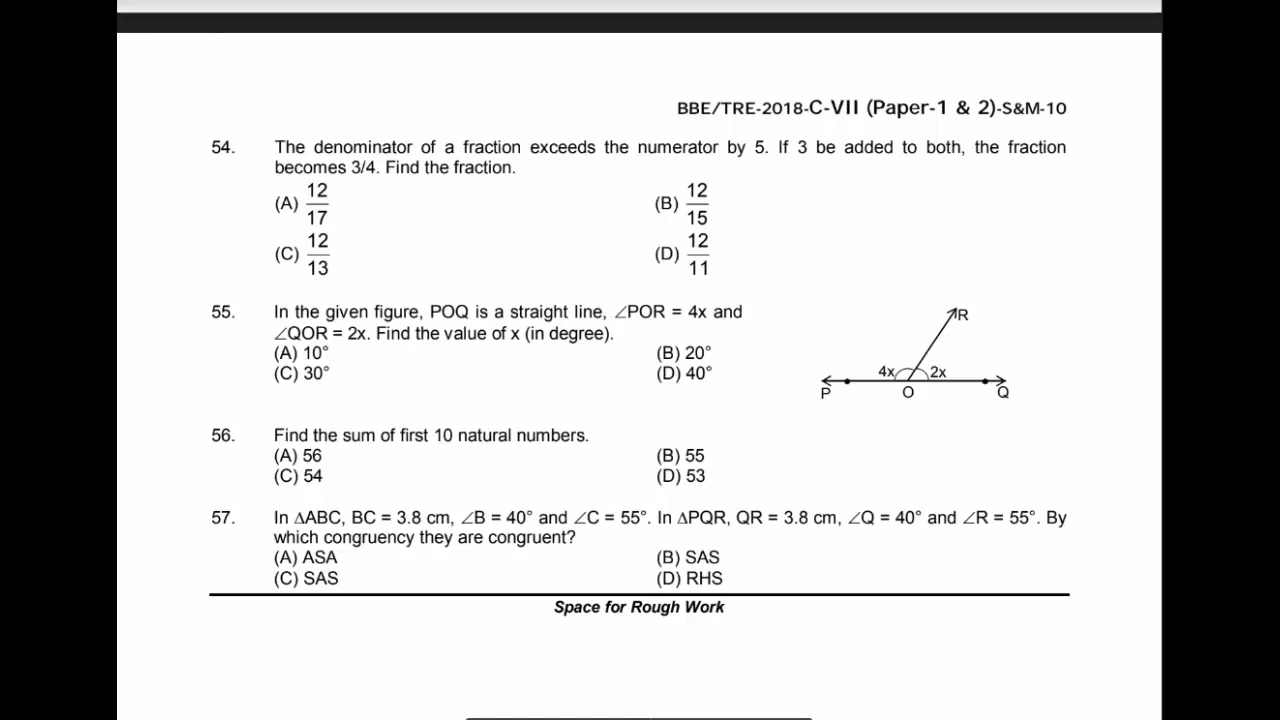 BBE/TRE-2018-C-VII (Paper-1 & 2)-S&M-10
54. The denominator of a fraction exceeds the numerator by 5. If 3 be added to both, the fraction
becomes 3/4. Find the fraction.
(A) 12/17 (B) 12/15
(C) 12/13 (D) 12/11
55. In the given figure, POQ is a straight line, ∠POR = 4x and
∠QOR = 2x. Find the value of x (in degree).
(A) 10° (B) 20°
(C) 30° (D) 40°
R
4x 2x
P O Q
56. Find the sum of first 10 natural numbers.
(A) 56 (B) 55
(C) 54 (D) 53
57. In ∆ABC, BC = 3.8 cm, ∠B = 40° and ∠C = 55°. In ∆PQR, QR = 3.8 cm, ∠Q = 40° and ∠R = 55°. By
which congruency they are congruent?
(A) ASA (B) SAS
(C) SAS (D) RHS
Space for Rough Work